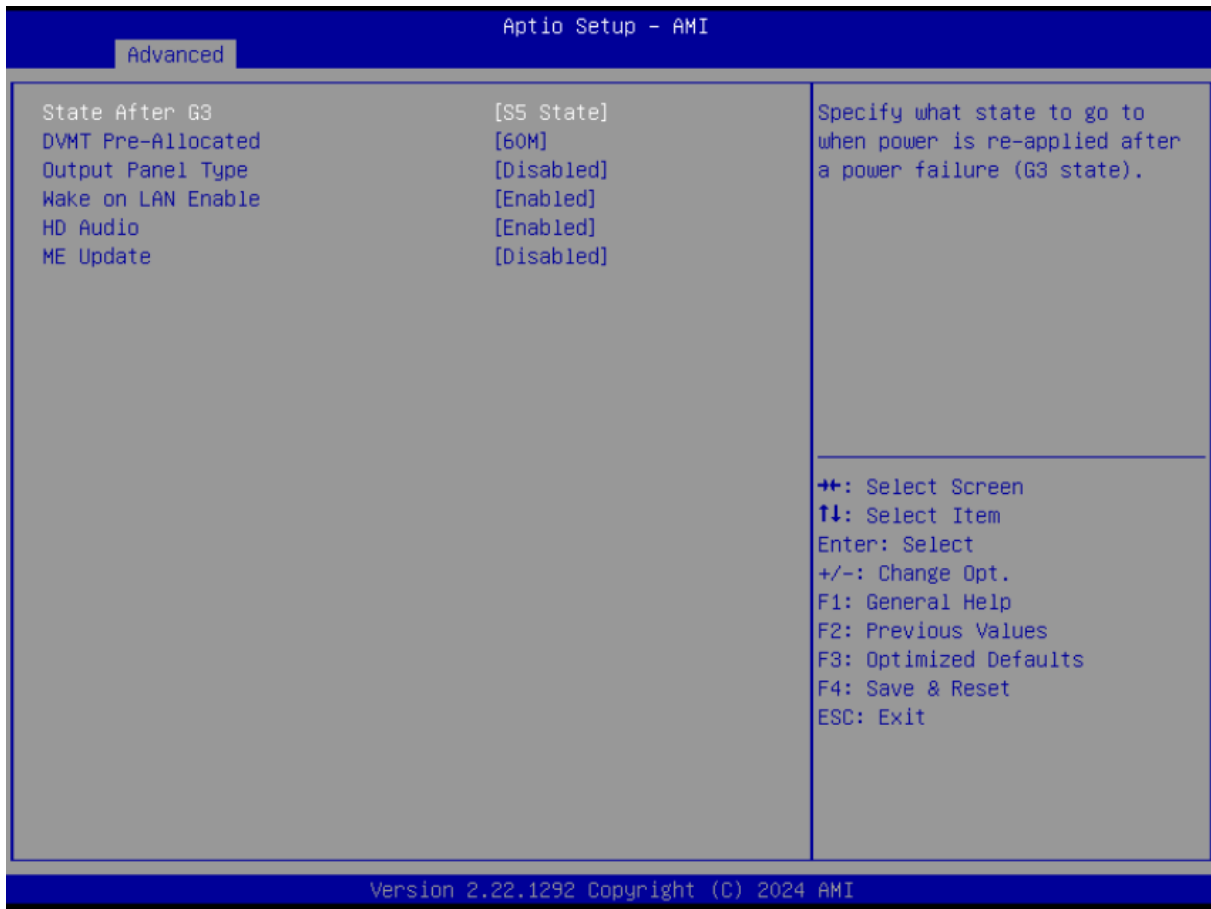 Aptio Setup – AMI
Advanced
State After G3 [S5 State]
DVMT Pre-Allocated [60M]
Output Panel Type [Disabled]
Wake on LAN Enable [Enabled]
HD Audio [Enabled]
ME Update [Disabled]
Specify what state to go to
when power is re-applied after
a power failure (G3 state).
→←: Select Screen
↑↓: Select Item
Enter: Select
+/-: Change Opt.
F1: General Help
F2: Previous Values
F3: Optimized Defaults
F4: Save & Reset
ESC: Exit
Version 2.22.1292 Copyright (C) 2024 AMI